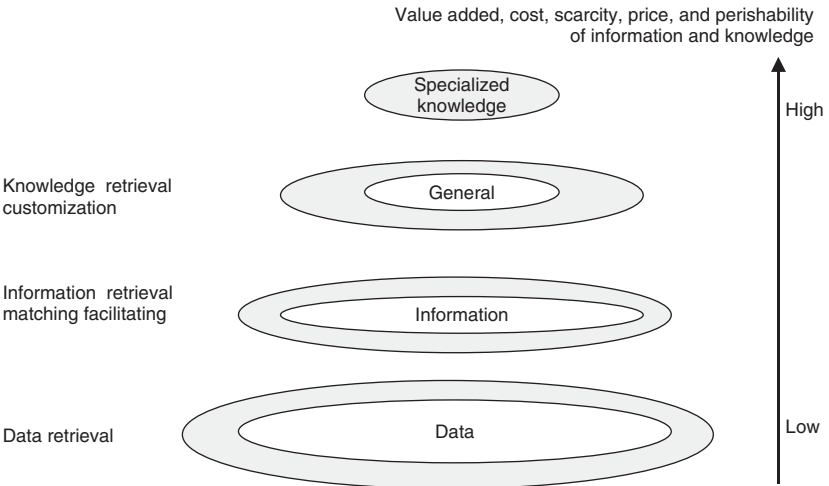 Value added, cost, scarcity, price, and perishability
of information and knowledge
Specialized
knowledge
High
Knowledge retrieval
customization
General
Information retrieval
matching facilitating
Information
Data retrieval
Data
Low